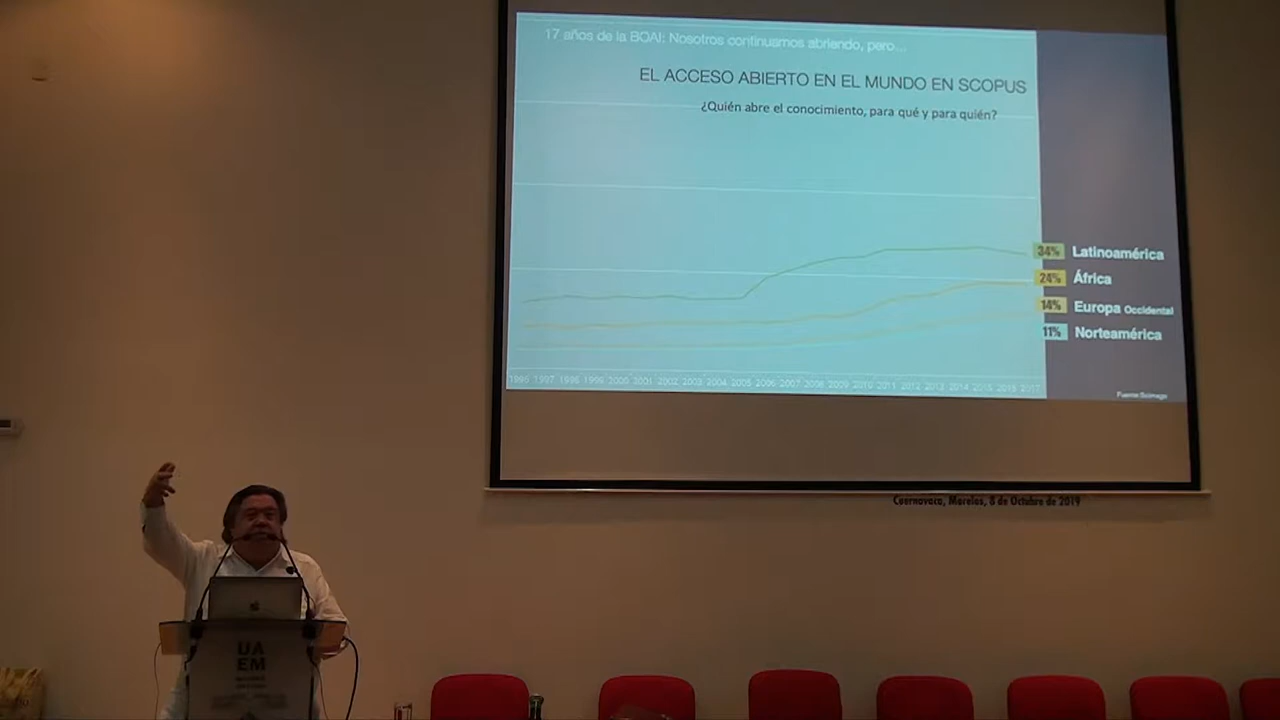 17 años de la BOAI: Nosotros continuamos abriendo, pero...
EL ACCESO ABIERTO EN EL MUNDO EN SCOPUS
¿Quién abre el conocimiento, para qué y para quién?
34% Latinoamérica
24% África
14% Europa Occidental
11% Norteamérica
1996 1997 1998 1999 2000 2001 2002 2003 2004 2005 2006 2007 2008 2009 2010 2011 2012 2013 2014 2015 2016 2017
Fuente: Scimago
Cuernavaca, Morelos, 8 de Octubre de 2019
UA
EM